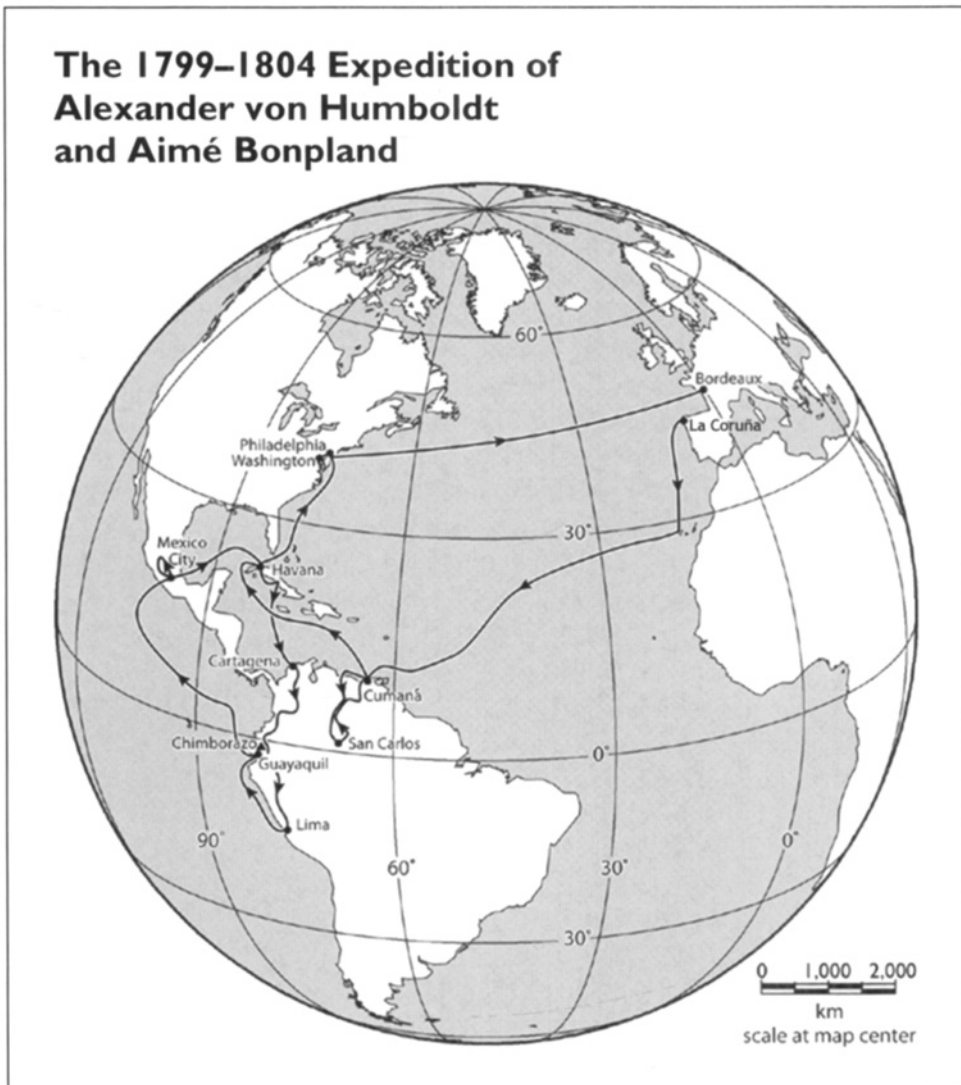 The 1799–1804 Expedition of
Alexander von Humboldt
and Aimé Bonpland
60°
Bordeaux
La Coruña
Philadelphia
Washington
30°
Mexico
City
Havana
Cartagena
Cumaná
Chimborazo
San Carlos
0°
Guayaquil
Lima
90°
60°
30°
0°
30°
0 1,000 2,000
km
scale at map center